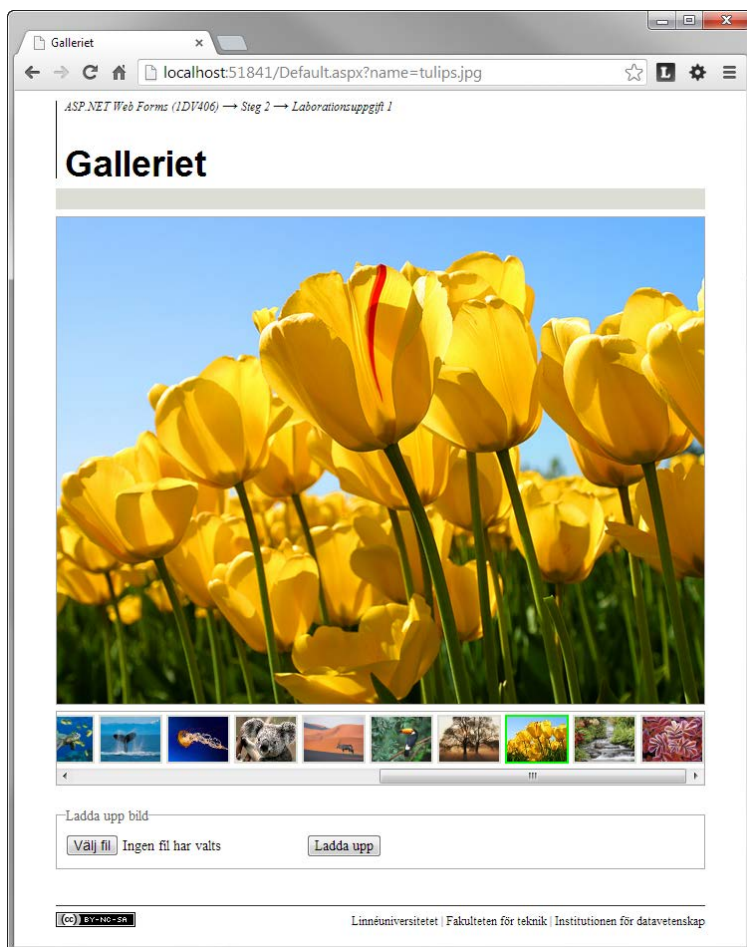 Galleriet
localhost:51841/Default.aspx?name=tulips.jpg
L
ASP.NET Web Forms (1DV406) → Steg 2 → Laborationsuppgift 1
Galleriet
Ladda upp bild
Välj fil Ingen fil har valts Ladda upp
(cc) BY-NC-SA Linnéuniversitetet | Fakulteten för teknik | Institutionen för datavetenskap